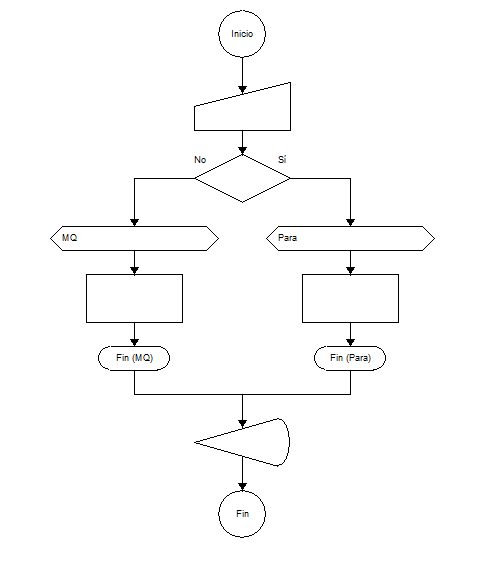 Inicio
No
Sí
MQ
Para
Fin (MQ)
Fin (Para)
Fin